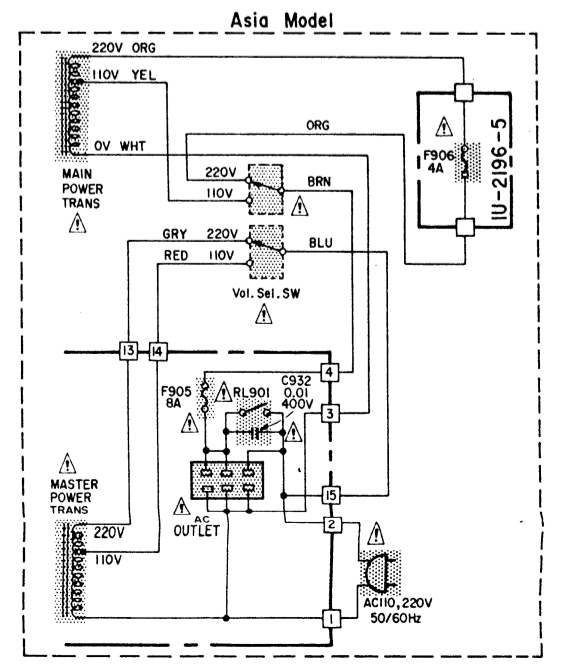 Asia Model
220V ORG
110V YEL
ORG
0V WHT
MAIN
POWER
TRANS
220V
110V
BRN
F906
4A
1U-2196-5
GRY 220V
RED 110V
BLU
Vol. Sel. SW
13
14
4
F905
8A
RL901
C932
0.01
400V
3
MASTER
POWER
TRANS
AC
OUTLET
15
2
220V
110V
AC110, 220V
50/60Hz
1
!
!
!
!
!
!
!
!
!
!